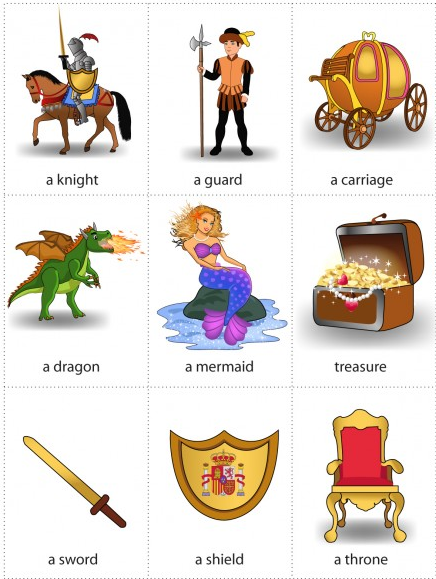 a knight
a guard
a carriage
a dragon
a mermaid
treasure
a sword
a shield
a throne